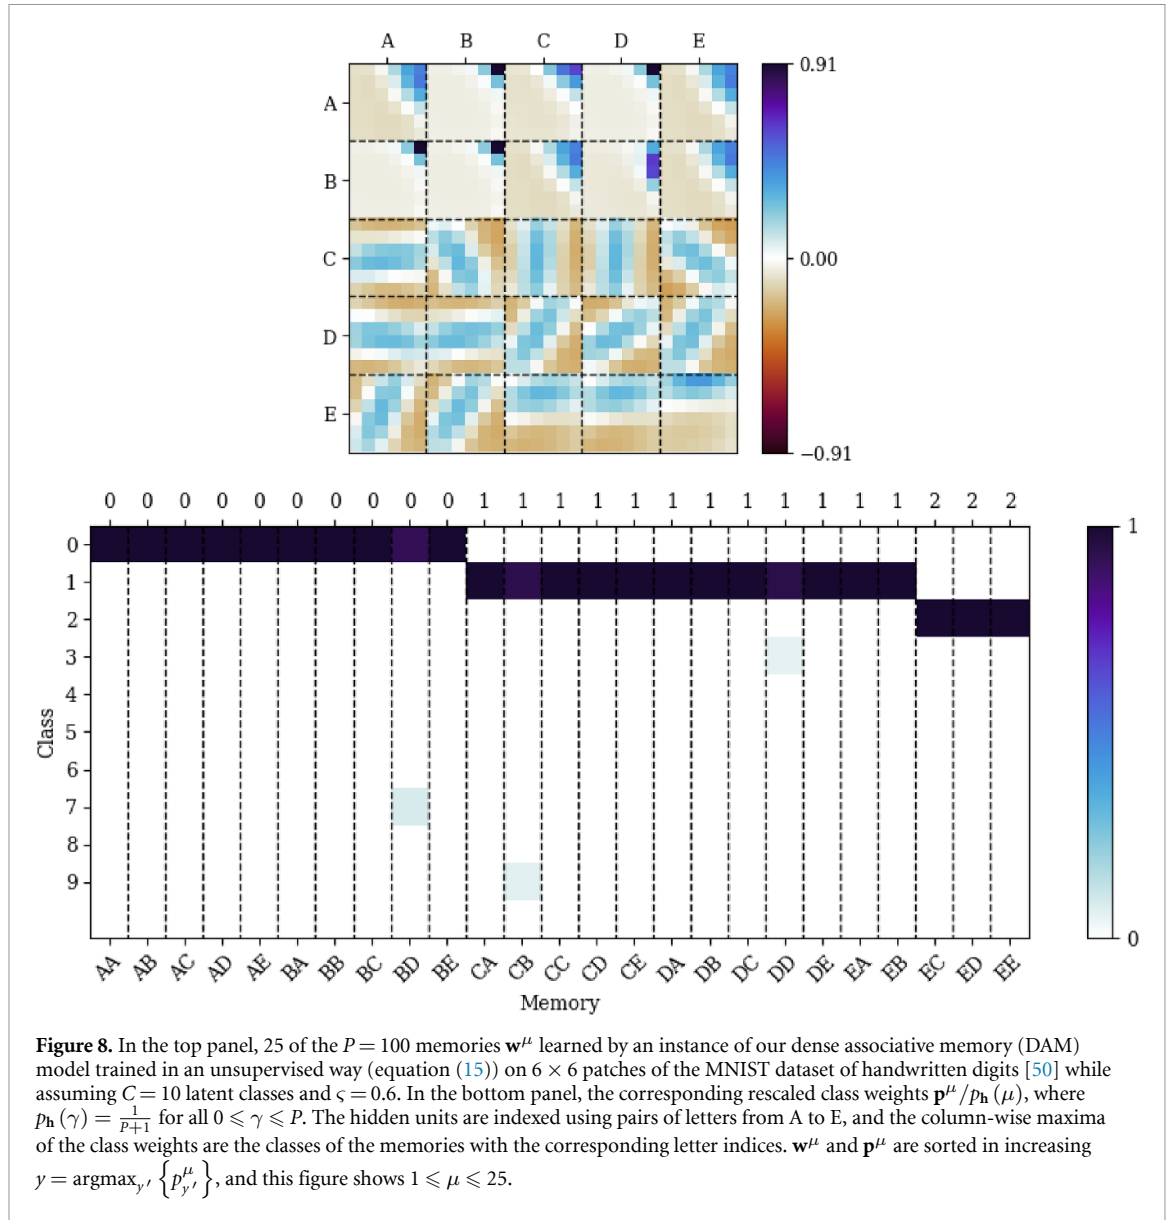 A B C D E
A
B
C
D
E
0.91
0.00
−0.91
0 0 0 0 0 0 0 0 0 0 1 1 1 1 1 1 1 1 1 1 1 1 2 2 2
0
1
2
3
4
5
6
7
8
9
Class
1
0
AA AB AC AD AE BA BB BC BD BE CA CB CC CD CE DA DB DC DD DE EA EB EC ED EE
Memory
Figure 8. In the top panel, 25 of the P = 100 memories w^μ learned by an instance of our dense associative memory (DAM)
model trained in an unsupervised way (equation (15)) on 6 × 6 patches of the MNIST dataset of handwritten digits [50] while
assuming C = 10 latent classes and ς = 0.6. In the bottom panel, the corresponding rescaled class weights p^μ/p_h (μ), where
p_h (γ) = 1/(P+1) for all 0 ⩽ γ ⩽ P. The hidden units are indexed using pairs of letters from A to E, and the column-wise maxima
of the class weights are the classes of the memories with the corresponding letter indices. w^μ and p^μ are sorted in increasing
y = argmax_y′ {p^μ_y′}, and this figure shows 1 ⩽ μ ⩽ 25.